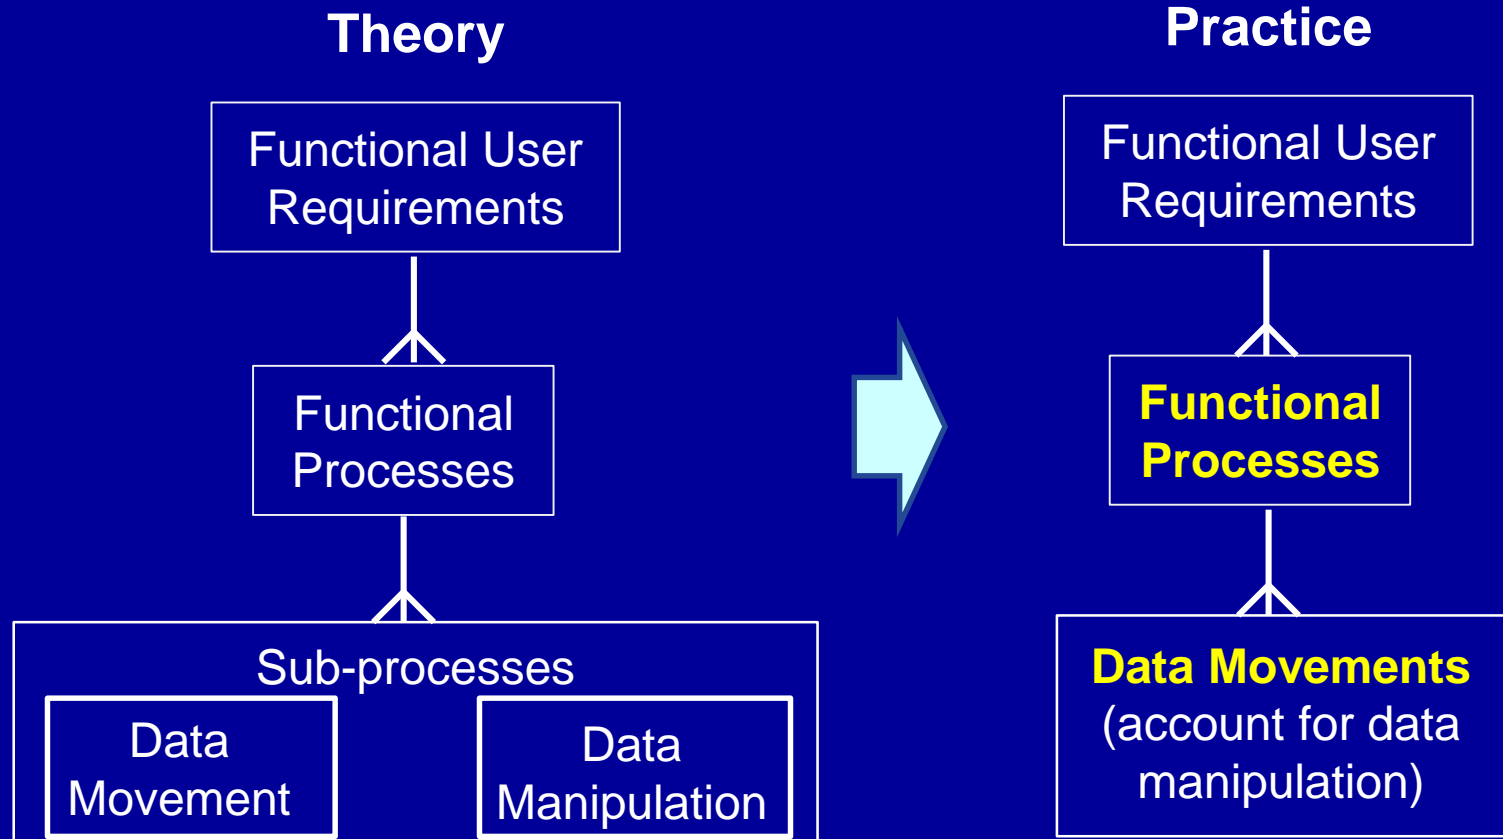 Theory
Functional User
Requirements
Functional
Processes
Sub-processes
Data
Movement
Data
Manipulation
Practice
Functional User
Requirements
Functional
Processes
Data Movements
(account for data
manipulation)